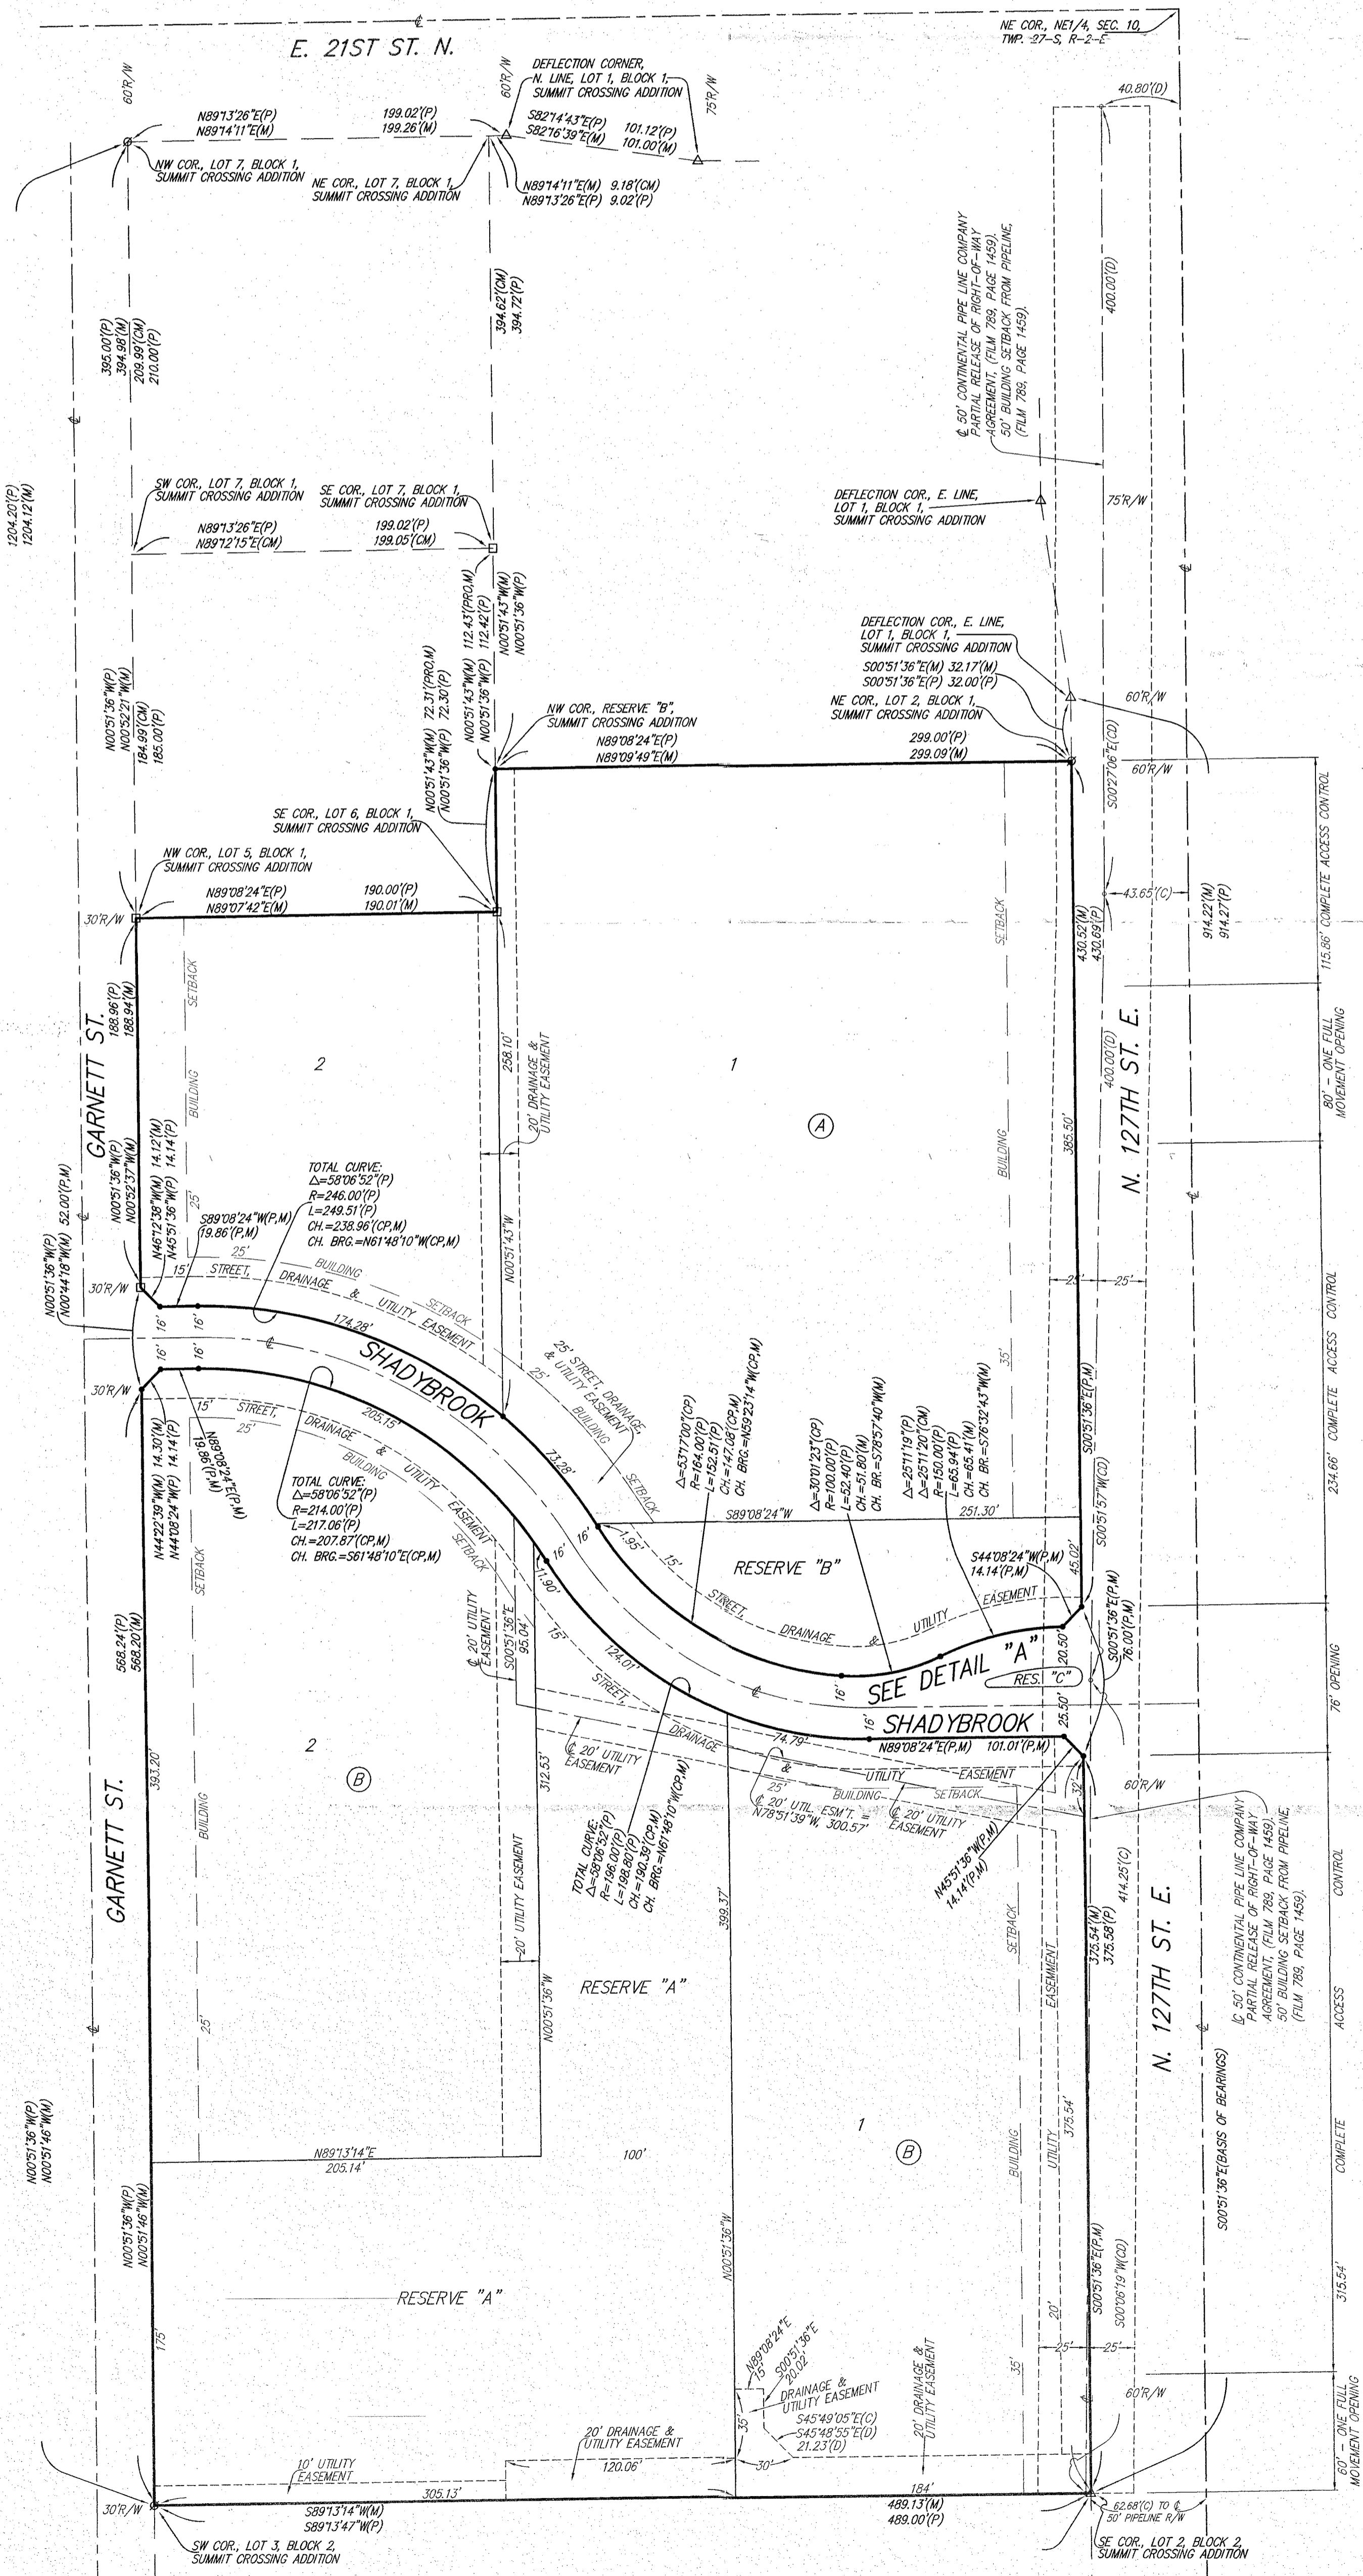 E. 21ST ST. N.
NE COR., NE1/4, SEC. 10,
TWP. 27-S, R-2-E
60'R/W
60'R/W
75'R/W
DEFLECTION CORNER,
N. LINE, LOT 1, BLOCK 1,
SUMMIT CROSSING ADDITION
40.80'(D)
N89°13'26"E(P) 199.02'(P)
N89°14'11"E(M) 199.26'(M)
S82°14'43"E(P) 101.12'(P)
S82°16'39"E(M) 101.00'(M)
NW COR., LOT 7, BLOCK 1,
SUMMIT CROSSING ADDITION
NE COR., LOT 7, BLOCK 1,
SUMMIT CROSSING ADDITION
N89°14'11"E(M) 9.18'(CM)
N89°13'26"E(P) 9.02'(P)
395.00'(P)
394.98'(M)
209.99'(CM)
210.00'(P)
394.62'(CM)
394.72'(P)
℄ 50' CONTINENTAL PIPE LINE COMPANY
PARTIAL RELEASE OF RIGHT-OF-WAY
AGREEMENT, (FILM 789, PAGE 1459).
50' BUILDING SETBACK FROM PIPELINE,
(FILM 789, PAGE 1459).
400.00'(D)
1204.20'(P)
1204.12'(M)
SW COR., LOT 7, BLOCK 1,
SUMMIT CROSSING ADDITION
SE COR., LOT 7, BLOCK 1,
SUMMIT CROSSING ADDITION
N89°13'26"E(P) 199.02'(P)
N89°12'15"E(CM) 199.05'(CM)
DEFLECTION COR., E. LINE,
LOT 1, BLOCK 1,
SUMMIT CROSSING ADDITION
75'R/W
N00°51'43"W(M) 112.43'(PRO,M)
N00°51'36"W(P) 112.42'(P)
N00°51'43"W(M)
N00°51'36"W(P)
N00°51'36"W(P)
N00°52'21"W(M)
184.99'(CM)
185.00'(P)
N00°51'43"W(M) 72.31'(PRO,M)
N00°51'36"W(P) 72.30'(P)
DEFLECTION COR., E. LINE,
LOT 1, BLOCK 1,
SUMMIT CROSSING ADDITION
S00°51'36"E(M) 32.17'(M)
S00°51'36"E(P) 32.00'(P)
NE COR., LOT 2, BLOCK 1,
SUMMIT CROSSING ADDITION
60'R/W
NW COR., RESERVE "B",
SUMMIT CROSSING ADDITION
N89°08'24"E(P) 299.00'(P)
N89°09'49"E(M) 299.09'(M)
S00°27'06"E(CD)
60'R/W
SE COR., LOT 6, BLOCK 1,
SUMMIT CROSSING ADDITION
NW COR., LOT 5, BLOCK 1,
SUMMIT CROSSING ADDITION
N89°08'24"E(P) 190.00'(P)
N89°07'42"E(M) 190.01'(M)
30'R/W
SETBACK
SETBACK
43.65'(C)
430.52'(M)
430.69'(P)
914.22'(M)
914.27'(P)
115.86' COMPLETE ACCESS CONTROL
GARNETT ST.
188.96'(P)
188.94'(M)
2
258.10'
20' DRAINAGE &
UTILITY EASEMENT
1
A
400.00'(D)
80' - ONE FULL
MOVEMENT OPENING
N. 127TH ST. E.
BUILDING
BUILDING
385.50'
N00°51'36"W(P)
N00°52'37"W(M)
N46°12'38"W(M) 14.12'(M)
N45°51'36"W(P) 14.14'(P)
25'
TOTAL CURVE:
Δ=58°06'52"(P)
R=246.00'(P)
L=249.51'(P)
CH.=238.96'(CP,M)
CH. BRG.=N61°48'10"W(CP,M)
S89°08'24"W(P,M)
19.86'(P,M)
N00°51'36"W(P)
N00°44'18"W(M) 52.00'(P,M)
25'
BUILDING
SETBACK
15'
STREET, DRAINAGE & UTILITY EASEMENT
N00°51'43"W
30'R/W
25'
25'
234.66' COMPLETE ACCESS CONTROL
16'
16'
16'
16'
174.28'
SHADYBROOK
25' STREET, DRAINAGE,
& UTILITY EASEMENT
25'
BUILDING
SETBACK
35'
S00°51'36"E(P,M)
S00°51'57"W(CD)
30'R/W
15'
STREET, DRAINAGE & UTILITY EASEMENT
25'
BUILDING
SETBACK
205.15'
73.28'
Δ=53°17'00"(CP)
R=164.00'(P)
L=152.51'(P)
CH.=147.08'(CP,M)
CH. BRG.=N59°23'14"W(CP,M)
Δ=30°01'23"(CP)
R=100.00'(P)
L=52.40'(P)
CH.=51.80'(M)
CH. BR.=S78°57'40"W(M)
Δ=25°11'19"(P)
Δ=25°11'20"(CM)
R=150.00'(P)
L=65.94'(P)
CH=65.41'(M)
CH. BR.=S76°32'43"W(M)
N44°22'39"W(M) 14.30'(M)
N44°08'24"W(P) 14.14'(P)
N89°08'24"E(P,M)
19.86'(P,M)
TOTAL CURVE:
Δ=58°06'52"(P)
R=214.00'(P)
L=217.06'(P)
CH.=207.87'(CP,M)
CH. BRG.=S61°48'10"E(CP,M)
S89°08'24"W 251.30'
16'
1.95'
15'
RESERVE "B"
S44°08'24"W(P,M)
14.14'(P,M)
45.02'
16'
11.90'
STREET, DRAINAGE & UTILITY EASEMENT
℄ 20' UTILITY
EASEMENT
S00°51'36"E
95.04'
15'
124.01'
STREET, DRAINAGE & UTILITY EASEMENT
S00°51'36"E(P,M)
76.00'(P,M)
20.50'
SEE DETAIL "A"
RES. "C"
76' OPENING
16'
16'
25.50'
SHADYBROOK
N89°08'24"E(P,M) 101.01'(P,M)
568.24'(P)
568.20'(M)
SETBACK
74.79'
℄ 20' UTILITY
EASEMENT
25'
BUILDING
SETBACK
32'
60'R/W
℄ 20' UTIL. ESM'T. =
N78°51'39"W, 300.57'
℄ 20' UTILITY
EASEMENT
2
B
312.53'
393.20'
TOTAL CURVE:
Δ=58°06'52"(P)
R=196.00'(P)
L=198.80'(P)
CH.=190.39'(CP,M)
CH. BRG.=N61°48'10"W(CP,M)
N45°51'36"W(P,M)
14.14'(P,M)
GARNETT ST.
BUILDING
20' UTILITY EASEMENT
399.37'
SETBACK
375.54'(M)
375.58'(P)
414.25'(C)
N. 127TH ST. E.
℄ 50' CONTINENTAL PIPE LINE COMPANY
PARTIAL RELEASE OF RIGHT-OF-WAY
AGREEMENT, (FILM 789, PAGE 1459).
50' BUILDING SETBACK FROM PIPELINE,
(FILM 789, PAGE 1459).
CONTROL
ACCESS
COMPLETE
315.54'
RESERVE "A"
N00°51'36"W
25'
UTILITY EASEMMENT
375.54'
S00°51'36"E(BASIS OF BEARINGS)
N00°51'36"W(P)
N00°51'46"W(M)
N89°13'14"E
205.14'
100'
1
B
BUILDING
N00°51'36"W(P)
N00°51'46"W(M)
N00°51'36"W
S00°51'36"E(P,M)
S00°06'19"W(CD)
RESERVE "A"
175'
20'
25'
25'
35'
N89°08'24"E
15'
S00°51'36"E
20.02'
DRAINAGE &
UTILITY EASEMENT
S45°49'05"E(C)
S45°48'55"E(D)
21.23'(D)
20' DRAINAGE &
UTILITY EASEMENT
60'R/W
60' - ONE FULL
MOVEMENT OPENING
35'
30'
20' DRAINAGE &
UTILITY EASEMENT
120.06'
10' UTILITY
EASEMENT
305.13'
184'
30'R/W
S89°13'14"W(M) 489.13'(M)
S89°13'47"W(P) 489.00'(P)
62.68'(C) TO ℄
50' PIPELINE R/W
SW COR., LOT 3, BLOCK 2,
SUMMIT CROSSING ADDITION
SE COR., LOT 2, BLOCK 2,
SUMMIT CROSSING ADDITION